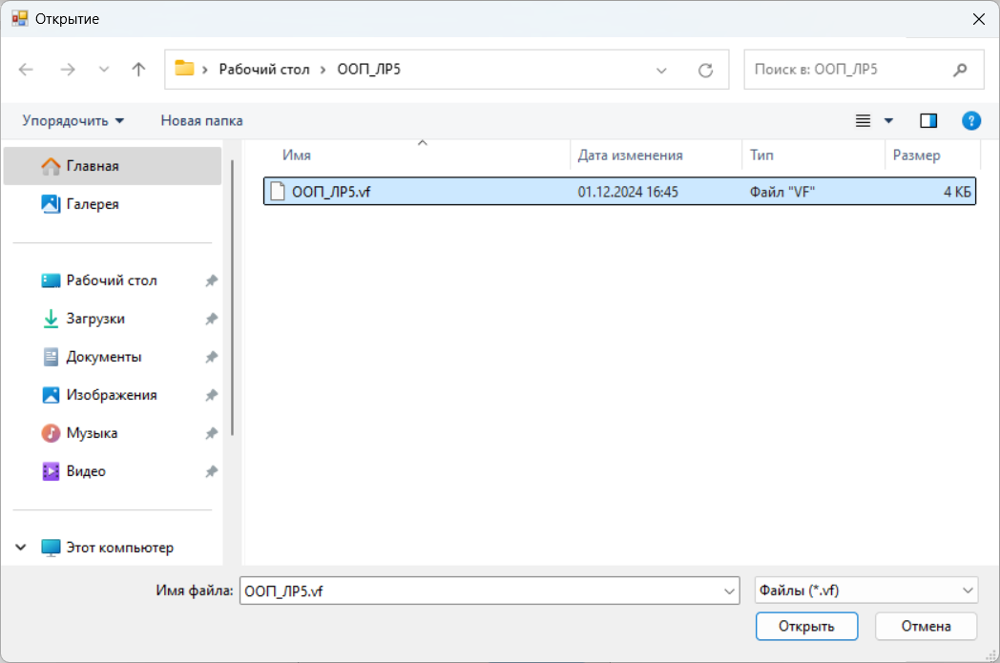 Открытие
Рабочий стол
ООП_ЛР5
Поиск в: ООП_ЛР5
Упорядочить
Новая папка
?
Имя
Дата изменения
Тип
Размер
ООП_ЛР5.vf
01.12.2024 16:45
Файл "VF"
4 КБ
Главная
Галерея
Рабочий стол
Загрузки
Документы
Изображения
Музыка
Видео
Этот компьютер
Имя файла:
ООП_ЛР5.vf
Файлы (*.vf)
Открыть
Отмена